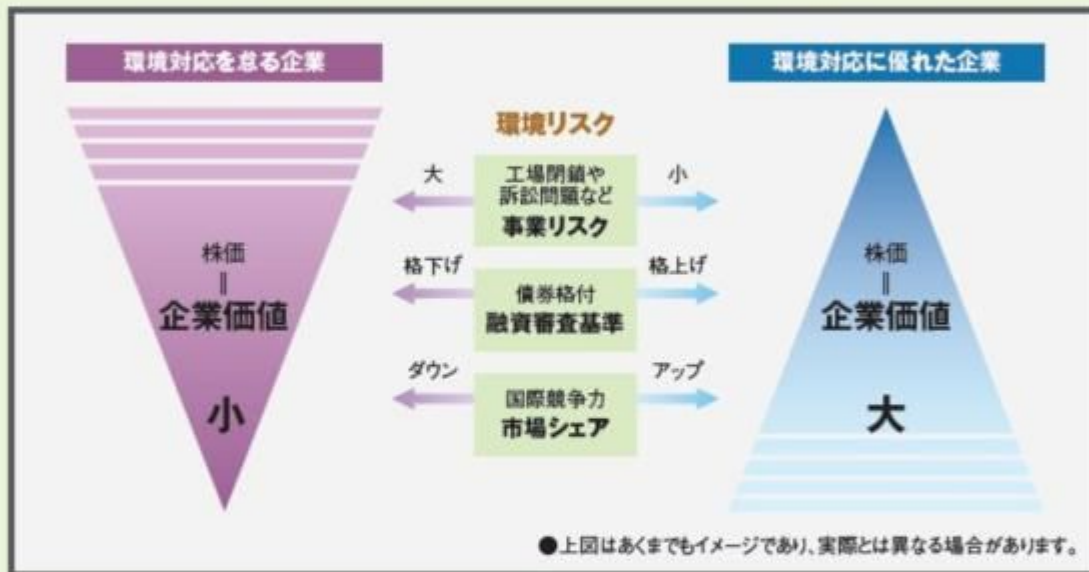 環境対応を怠る企業
環境対応に優れた企業
環境リスク
大
工場閉鎖や
訴訟問題など
事業リスク
小
株価
||
企業価値
小
格下げ
債券格付
融資審査基準
格上げ
ダウン
国際競争力
市場シェア
アップ
株価
||
企業価値
大
●上図はあくまでもイメージであり、実際とは異なる場合があります。